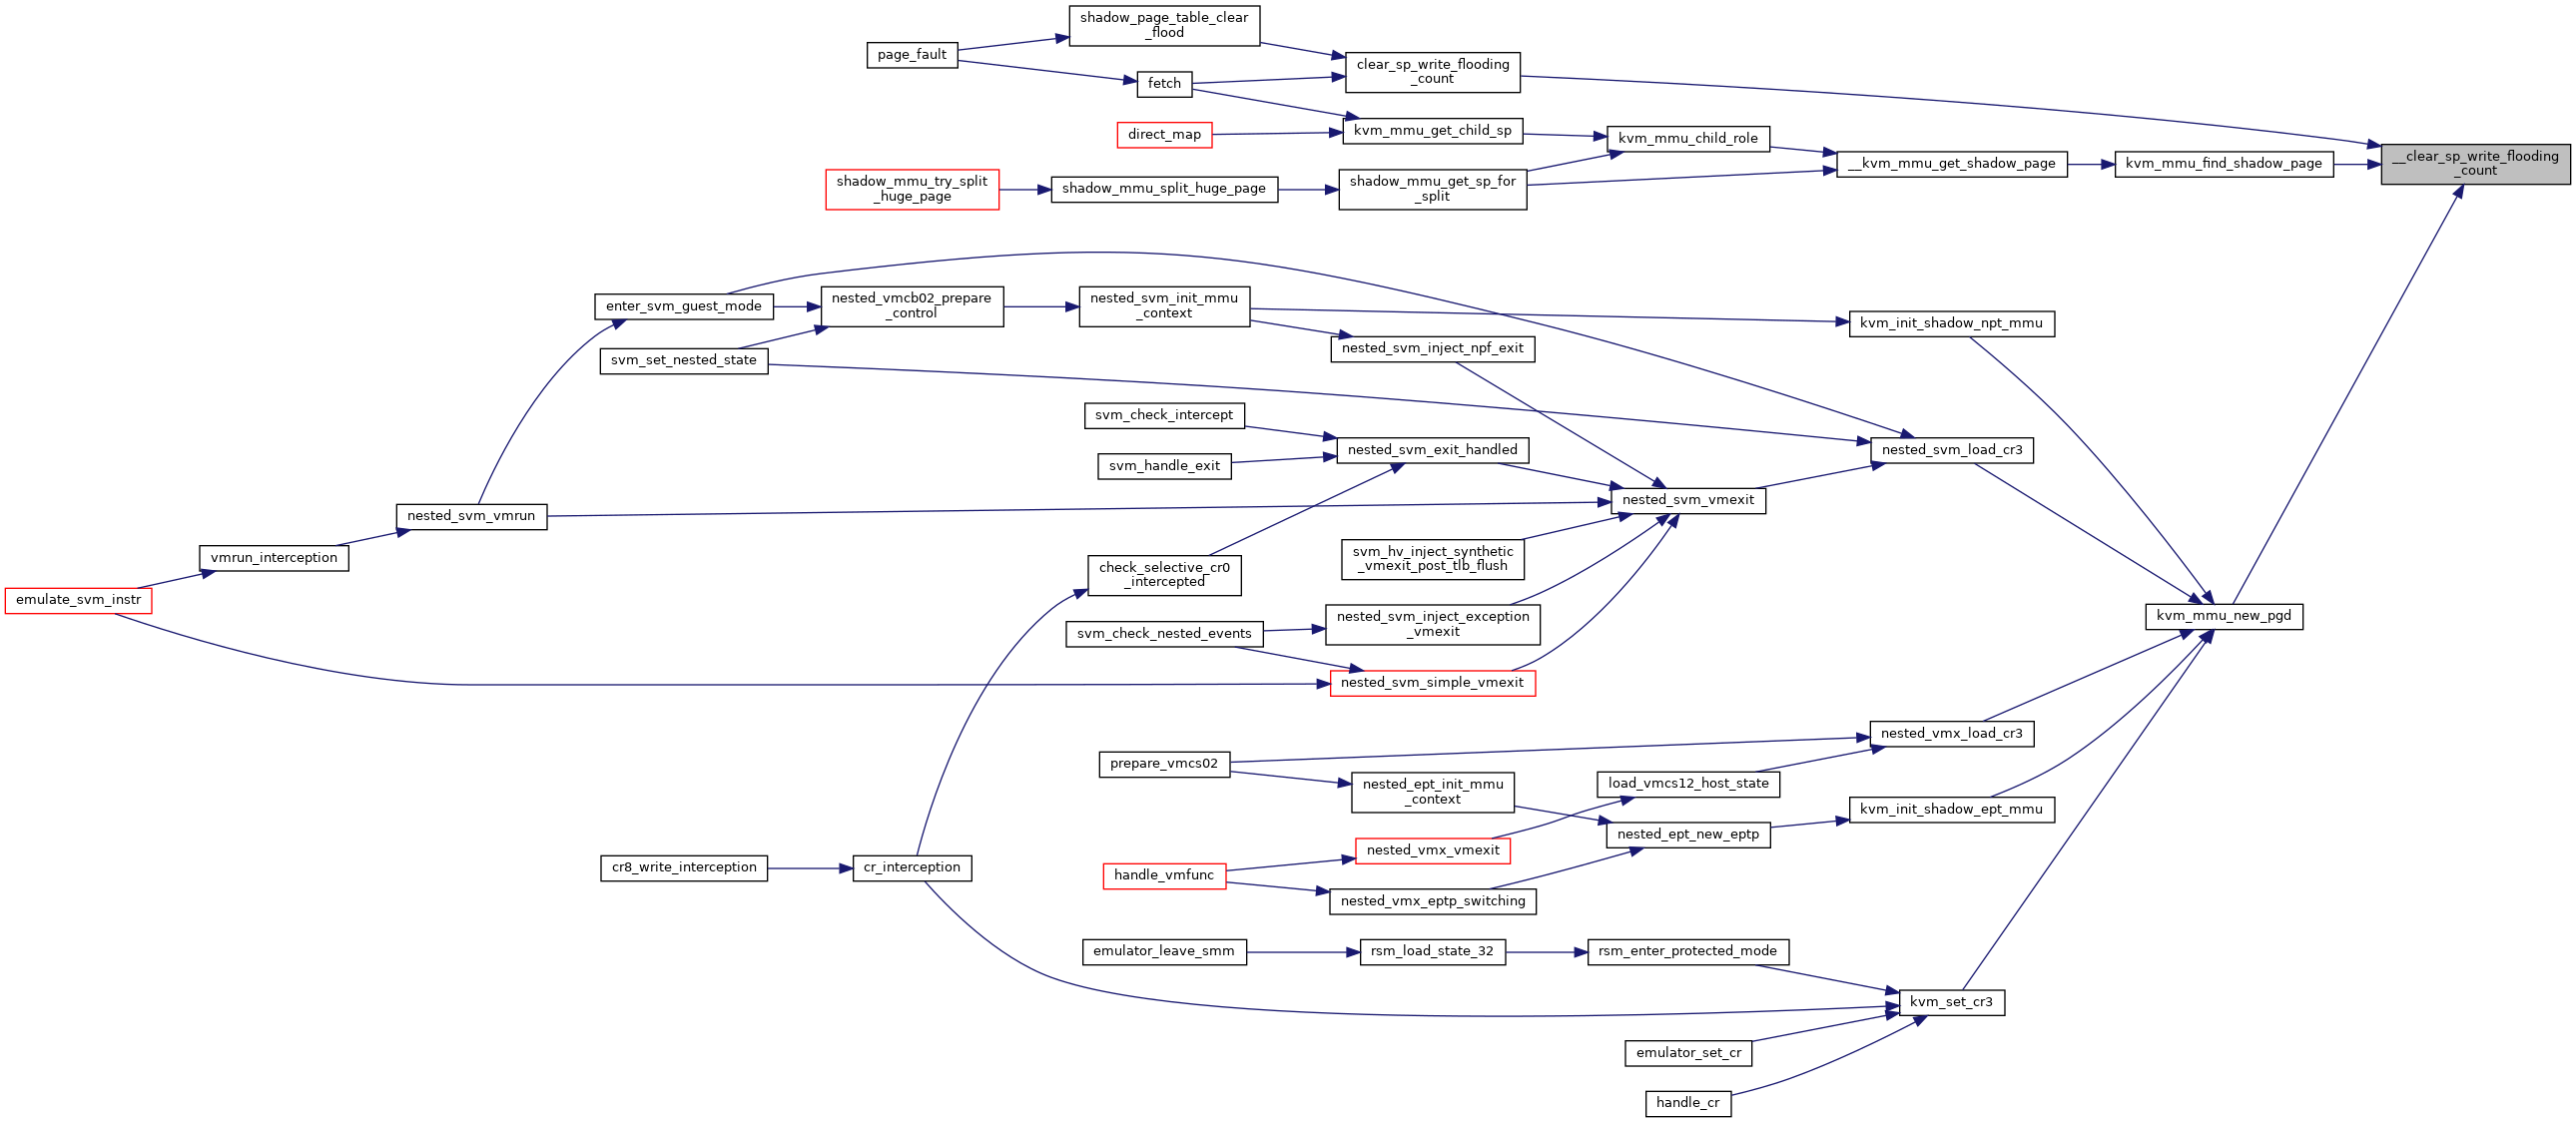 shadow_page_table_clear
_flood
page_fault
clear_sp_write_flooding
_count
fetch
direct_map
kvm_mmu_get_child_sp
kvm_mmu_child_role
__clear_sp_write_flooding
_count
kvm_mmu_find_shadow_page
__kvm_mmu_get_shadow_page
shadow_mmu_try_split
_huge_page
shadow_mmu_split_huge_page
shadow_mmu_get_sp_for
_split
enter_svm_guest_mode
nested_vmcb02_prepare
_control
nested_svm_init_mmu
_context
kvm_init_shadow_npt_mmu
svm_set_nested_state
nested_svm_inject_npf_exit
svm_check_intercept
nested_svm_exit_handled
nested_svm_load_cr3
svm_handle_exit
nested_svm_vmexit
nested_svm_vmrun
vmrun_interception
svm_hv_inject_synthetic
_vmexit_post_tlb_flush
check_selective_cr0
_intercepted
emulate_svm_instr
nested_svm_inject_exception
_vmexit
kvm_mmu_new_pgd
svm_check_nested_events
nested_svm_simple_vmexit
nested_vmx_load_cr3
prepare_vmcs02
load_vmcs12_host_state
nested_ept_init_mmu
_context
kvm_init_shadow_ept_mmu
nested_ept_new_eptp
nested_vmx_vmexit
cr8_write_interception
cr_interception
handle_vmfunc
nested_vmx_eptp_switching
emulator_leave_smm
rsm_load_state_32
rsm_enter_protected_mode
kvm_set_cr3
emulator_set_cr
handle_cr